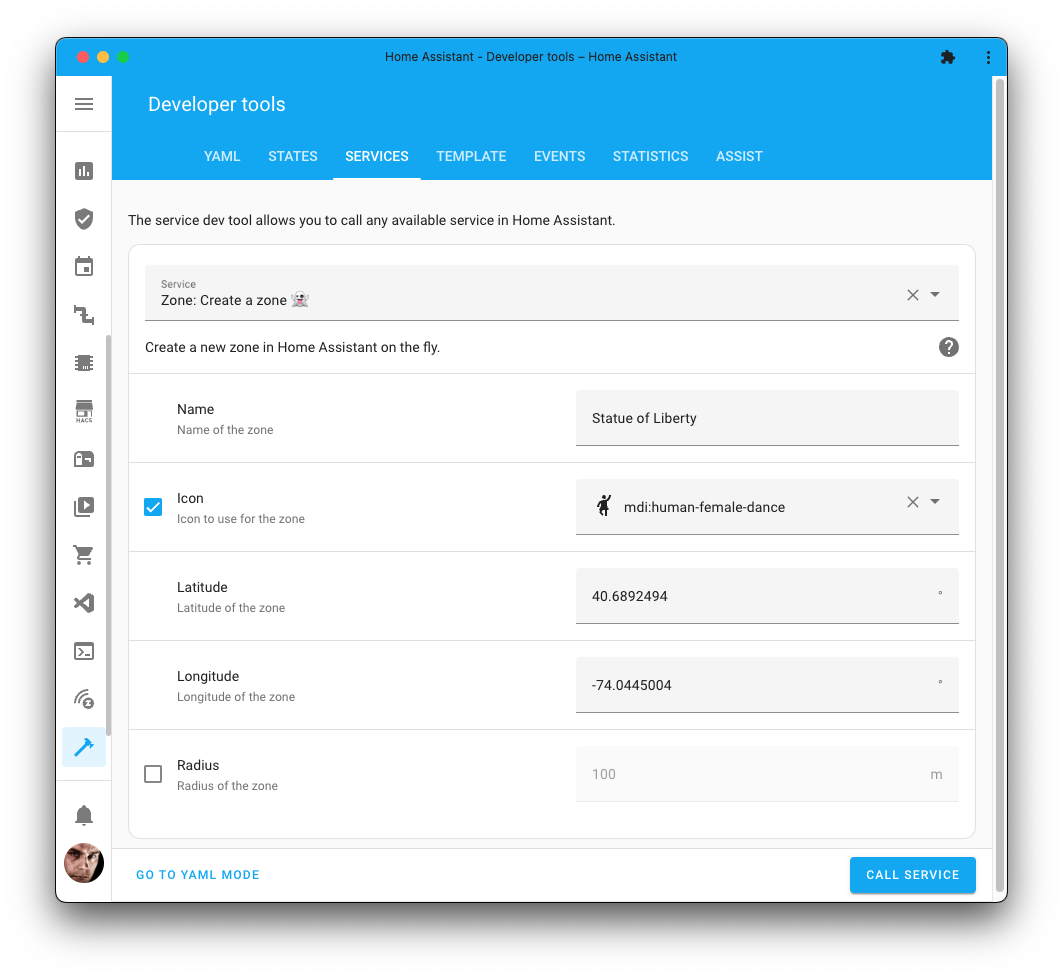 Home Assistant - Developer tools – Home Assistant
Developer tools
YAML STATES SERVICES TEMPLATE EVENTS STATISTICS ASSIST
The service dev tool allows you to call any available service in Home Assistant.
Service
Zone: Create a zone 👻
Create a new zone in Home Assistant on the fly.
Name
Name of the zone
Statue of Liberty
Icon
Icon to use for the zone
mdi:human-female-dance
Latitude
Latitude of the zone
40.6892494 °
Longitude
Longitude of the zone
-74.0445004 °
Radius
Radius of the zone
100 m
HACS
GO TO YAML MODE
CALL SERVICE